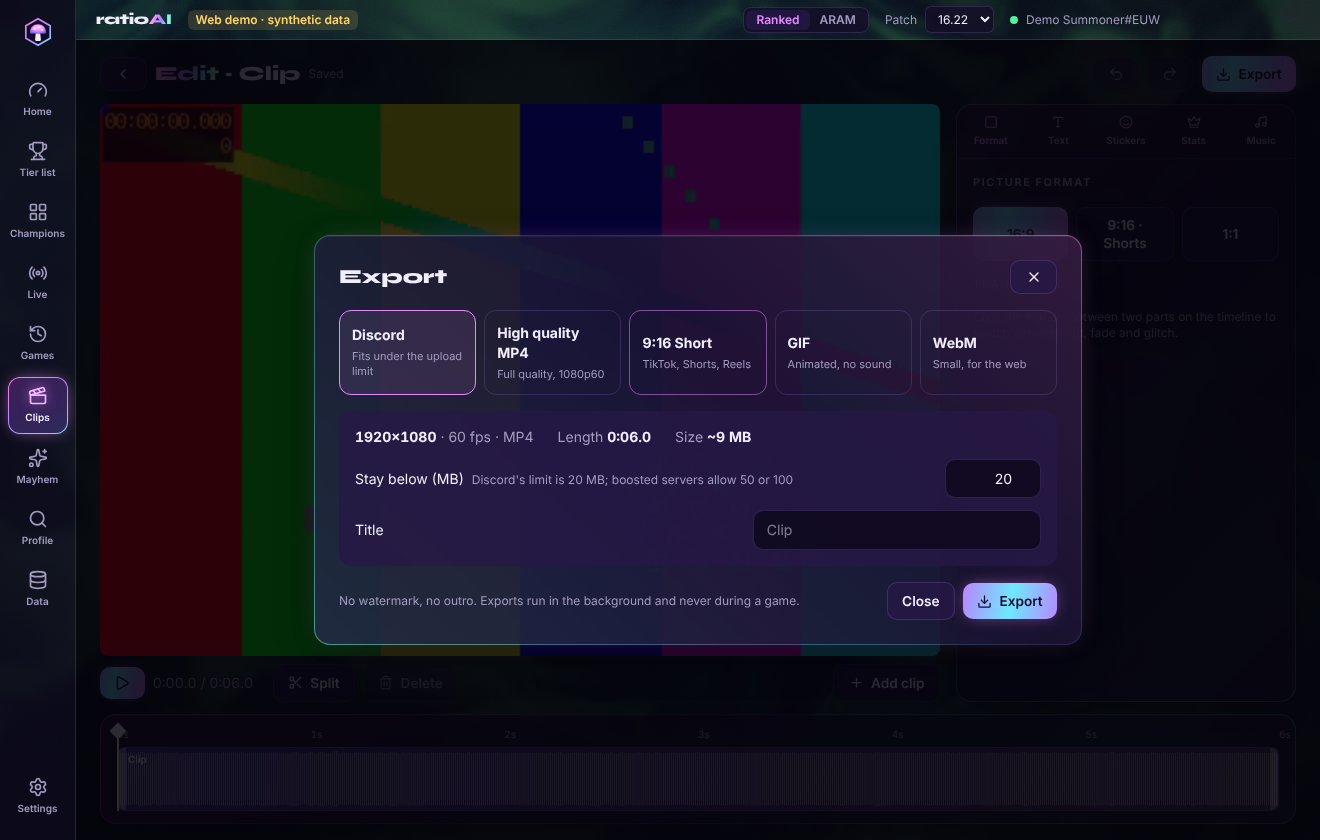 ratioAI
Web demo · synthetic data
Ranked
ARAM
Patch
16.22
Demo Summoner#EUW
Home
Tier list
Champions
Live
Games
Clips
Mayhem
Profile
Data
Settings
Edit · Clip
Saved
Export
00:00:00.000
0
Format
Text
Stickers
Stats
Music
PICTURE FORMAT
16:9
9:16 ·
Shorts
1:1
etween two parts on the timeline to
, fade and glitch.
Export
Discord
Fits under the upload
limit
High quality
MP4
Full quality, 1080p60
9:16 Short
TikTok, Shorts, Reels
GIF
Animated, no sound
WebM
Small, for the web
1920×1080 · 60 fps · MP4
Length 0:06.0
Size ~9 MB
Stay below (MB)
Discord's limit is 20 MB; boosted servers allow 50 or 100
20
Title
Clip
No watermark, no outro. Exports run in the background and never during a game.
Close
Export
0:00.0 / 0:06.0
Split
Delete
Add clip
1s
2s
3s
4s
5s
6s
Clip